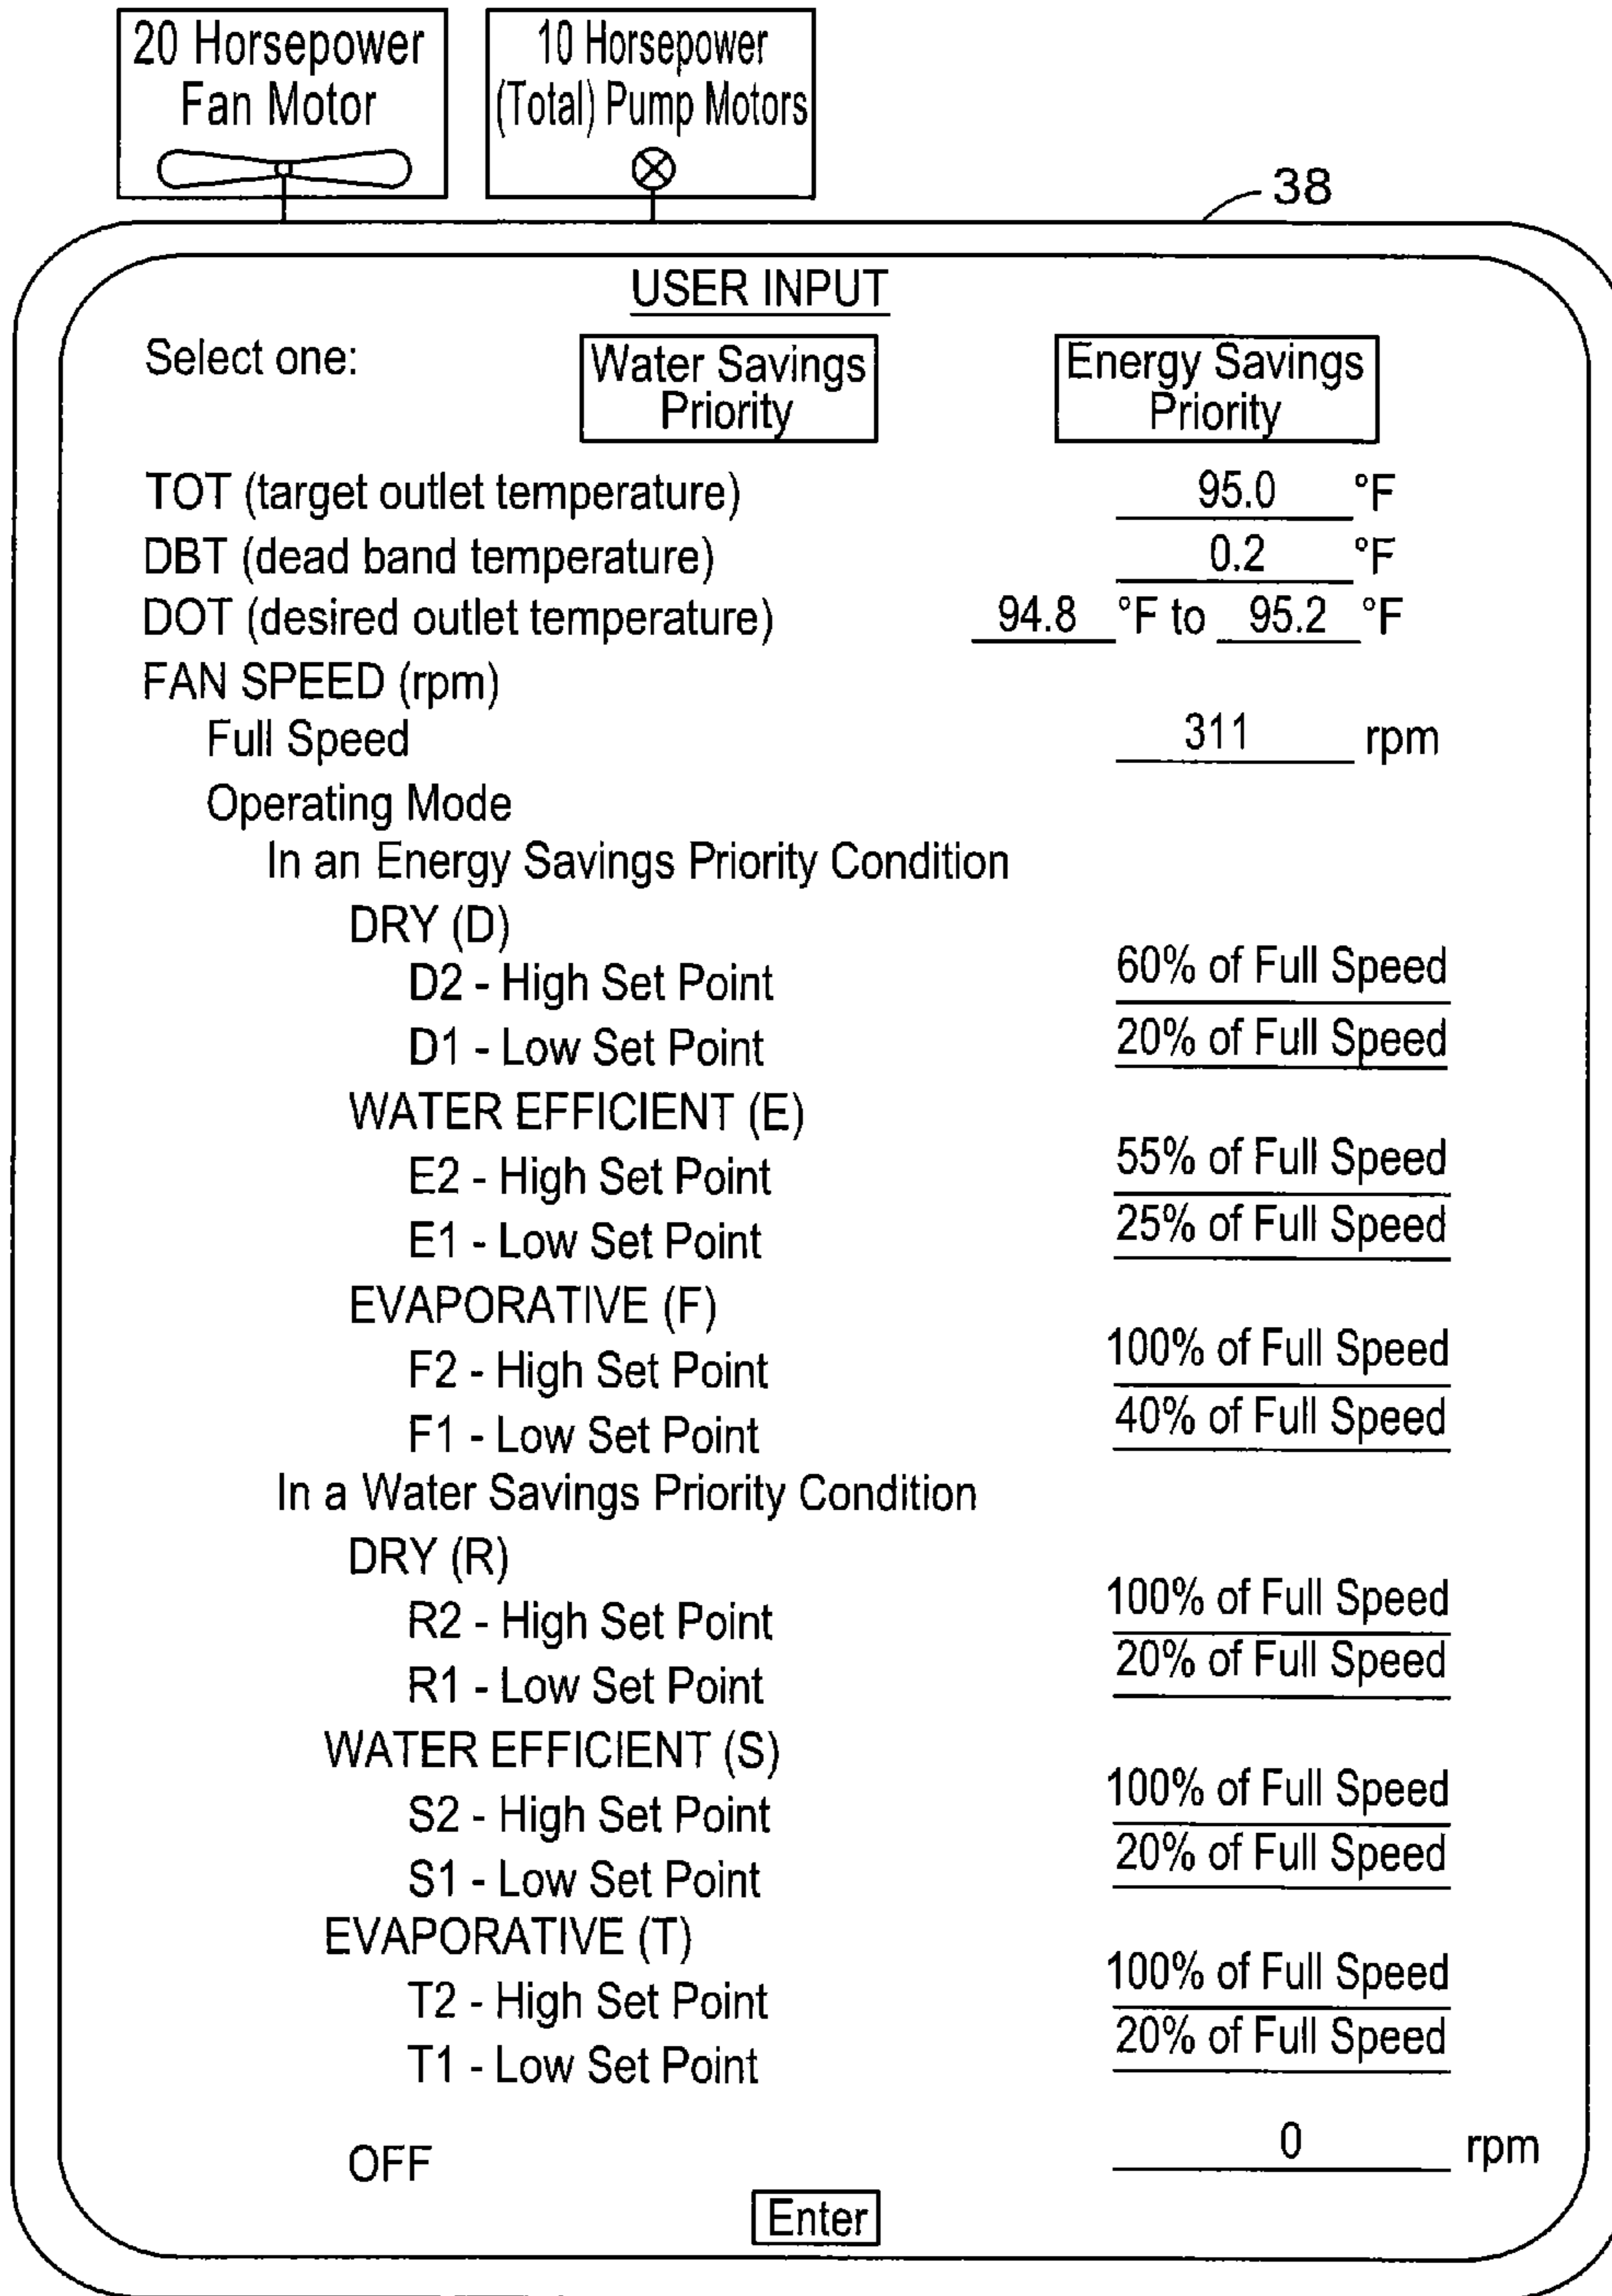 20 Horsepower
Fan Motor
10 Horsepower
(Total) Pump Motors
38
USER INPUT
Select one:
Water Savings
Priority
Energy Savings
Priority
TOT (target outlet temperature) 95.0 °F
DBT (dead band temperature) 0.2 °F
DOT (desired outlet temperature) 94.8 °F to 95.2 °F
FAN SPEED (rpm)
Full Speed 311 rpm
Operating Mode
In an Energy Savings Priority Condition
DRY (D)
D2 - High Set Point 60% of Full Speed
D1 - Low Set Point 20% of Full Speed
WATER EFFICIENT (E)
E2 - High Set Point 55% of Full Speed
E1 - Low Set Point 25% of Full Speed
EVAPORATIVE (F)
F2 - High Set Point 100% of Full Speed
F1 - Low Set Point 40% of Full Speed
In a Water Savings Priority Condition
DRY (R)
R2 - High Set Point 100% of Full Speed
R1 - Low Set Point 20% of Full Speed
WATER EFFICIENT (S)
S2 - High Set Point 100% of Full Speed
S1 - Low Set Point 20% of Full Speed
EVAPORATIVE (T)
T2 - High Set Point 100% of Full Speed
T1 - Low Set Point 20% of Full Speed
OFF 0 rpm
Enter